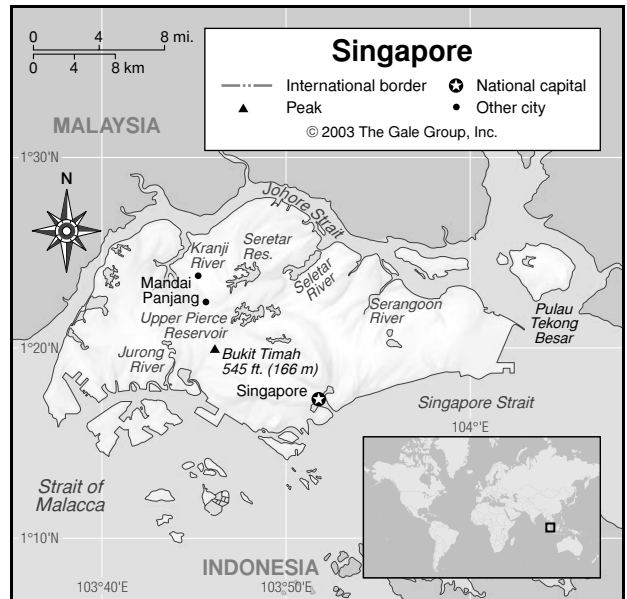 0 4 8 mi.
0 4 8 km
Singapore
International border
National capital
Peak
Other city
© 2003 The Gale Group, Inc.
MALAYSIA
1°30'N
N
Johore Strait
Kranji
River
Seretar
Res.
Mandai
Panjang
Seletar
River
Upper Pierce
Reservoir
Serangoon
River
Pulau
Tekong
Besar
1°20'N
Jurong
River
Bukit Timah
545 ft. (166 m)
Singapore
Singapore Strait
104°E
Strait of
Malacca
1°10'N
INDONESIA
103°40'E
103°50'E